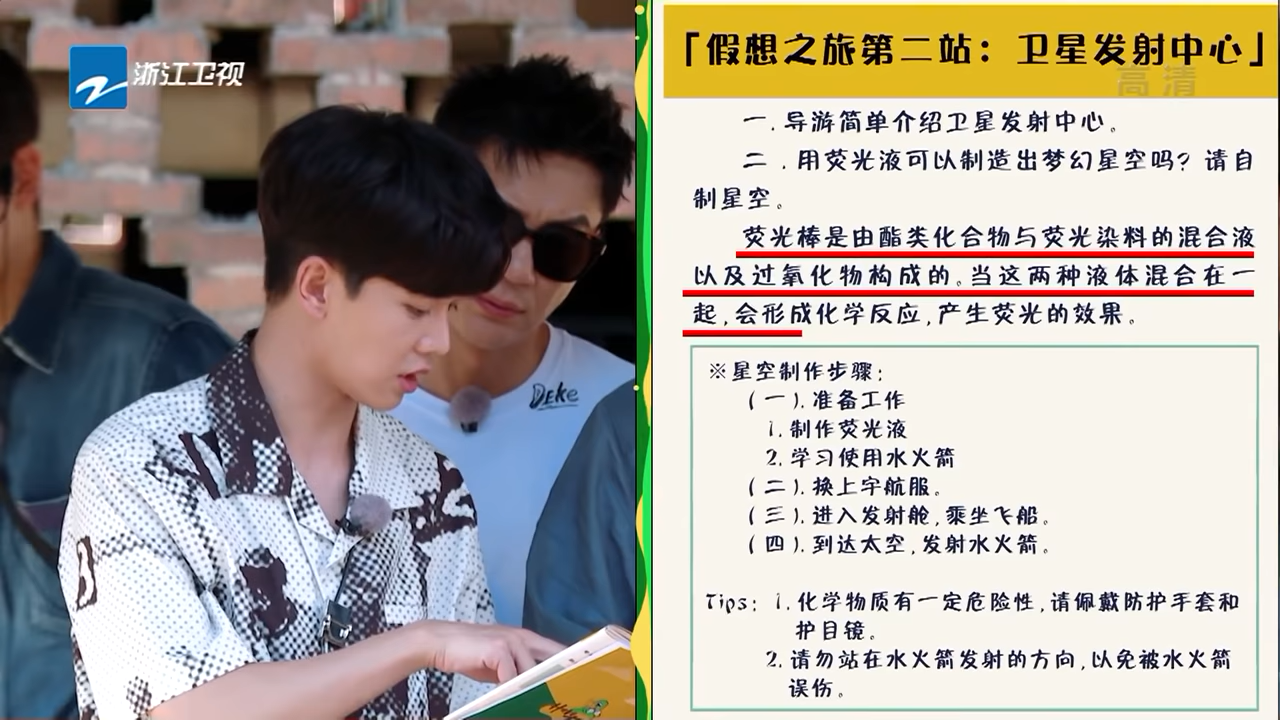 浙江卫视
「假想之旅第二站：卫星发射中心」
高清
一.导游简单介绍卫星发射中心。
二.用荧光液可以制造出梦幻星空吗？请自
制星空。
荧光棒是由酯类化合物与荧光染料的混合液
以及过氧化物构成的。当这两种液体混合在一
起,会形成化学反应,产生荧光的效果。
※星空制作步骤:
(一).准备工作
1.制作荧光液
2.学习使用水火箭
(二).换上宇航服。
(三).进入发射舱,乘坐飞船。
(四).到达太空,发射水火箭。
Tips: 1.化学物质有一定危险性,请佩戴防护手套和
护目镜。
2.请勿站在水火箭发射的方向,以免被水火箭
误伤。
DEKe